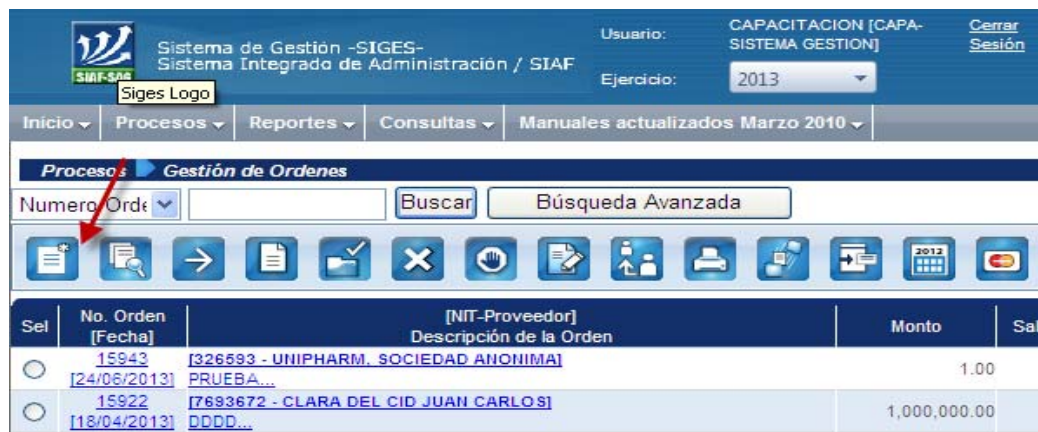 Sistema de Gestión -SIGES-
Sistema Integrado de Administración / SIAF
SIAF-SAG
Siges Logo
Usuario:
CAPACITACION [CAPA-
SISTEMA GESTION]
Cerrar
Sesión
Ejercicio:
2013
Inicio Procesos Reportes Consultas Manuales actualizados Marzo 2010
Procesos Gestión de Ordenes
Numero Orde Buscar Búsqueda Avanzada
2012
Sel
No. Orden
[Fecha]
[NIT-Proveedor]
Descripción de la Orden
Monto
Sal
15943
[24/06/2013]
[326593 - UNIPHARM, SOCIEDAD ANONIMA]
PRUEBA...
1.00
15922
[18/04/2013]
[7693672 - CLARA DEL CID JUAN CARLOS]
DDDD...
1,000,000.00